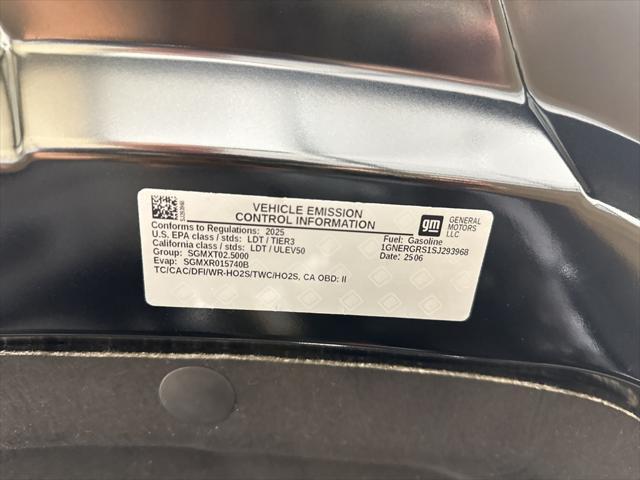 VEHICLE EMISSION
CONTROL INFORMATION
Conforms to Regulations: 2025
U.S. EPA class / stds: LDT / TIER3
California class / stds: LDT / ULEV50
Group: SGMXT02.5000
Evap: SGMXR015740B
TC/CAC/DFI/WR-HO2S/TWC/HO2S, CA OBD: II
gm
GENERAL
MOTORS
LLC
Fuel: Gasoline
1GNERGRS1SJ293968
Date: 2506